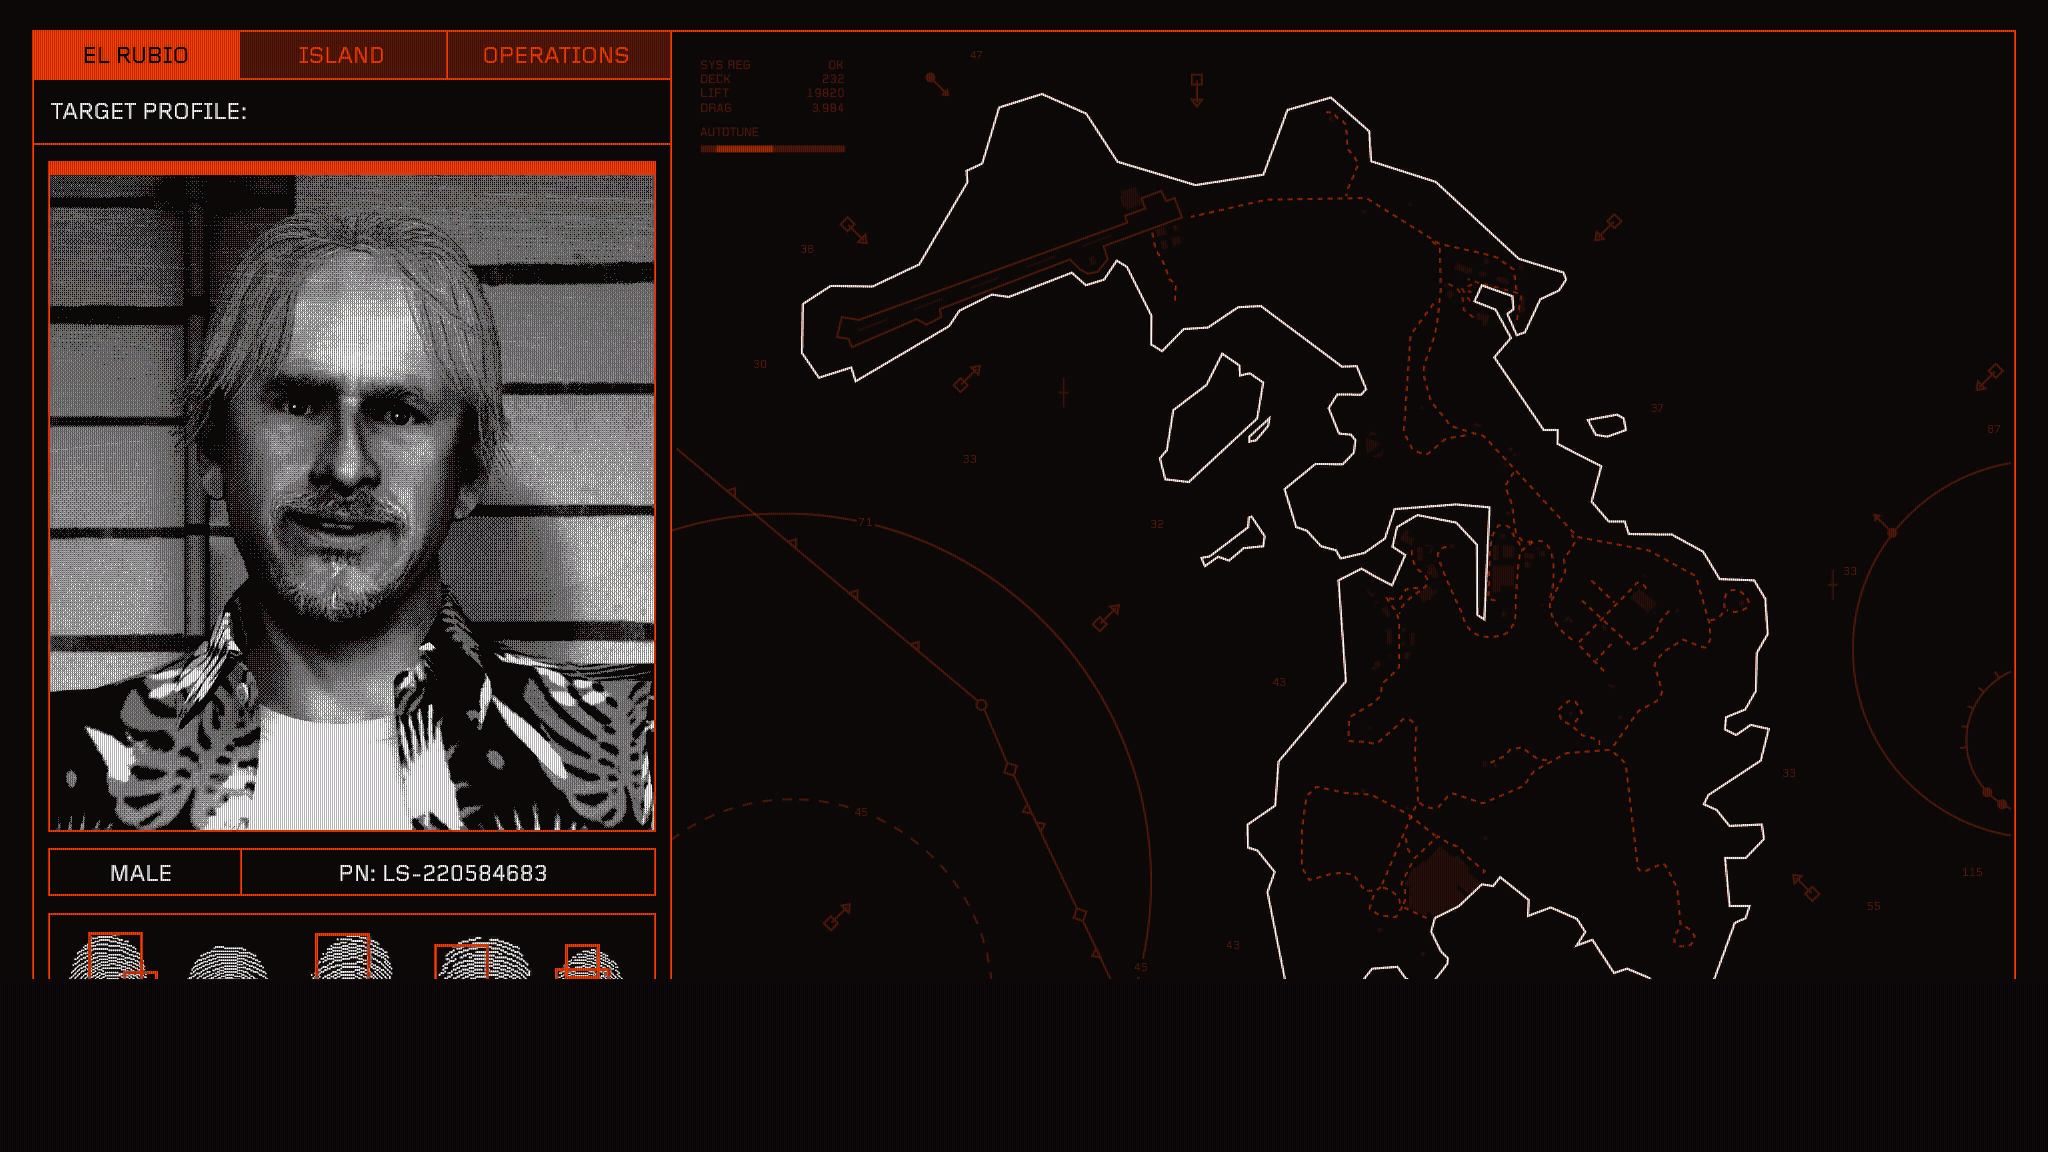 EL RUBIO
ISLAND
OPERATIONS
TARGET PROFILE:
MALE
PN: LS-220584683
SYS REG OK
DECK 232
LIFT 19820
DRAG 3.984
AUTOTUNE
47
38
30
33
71
32
37
87
33
43
45
33
115
55
43
45